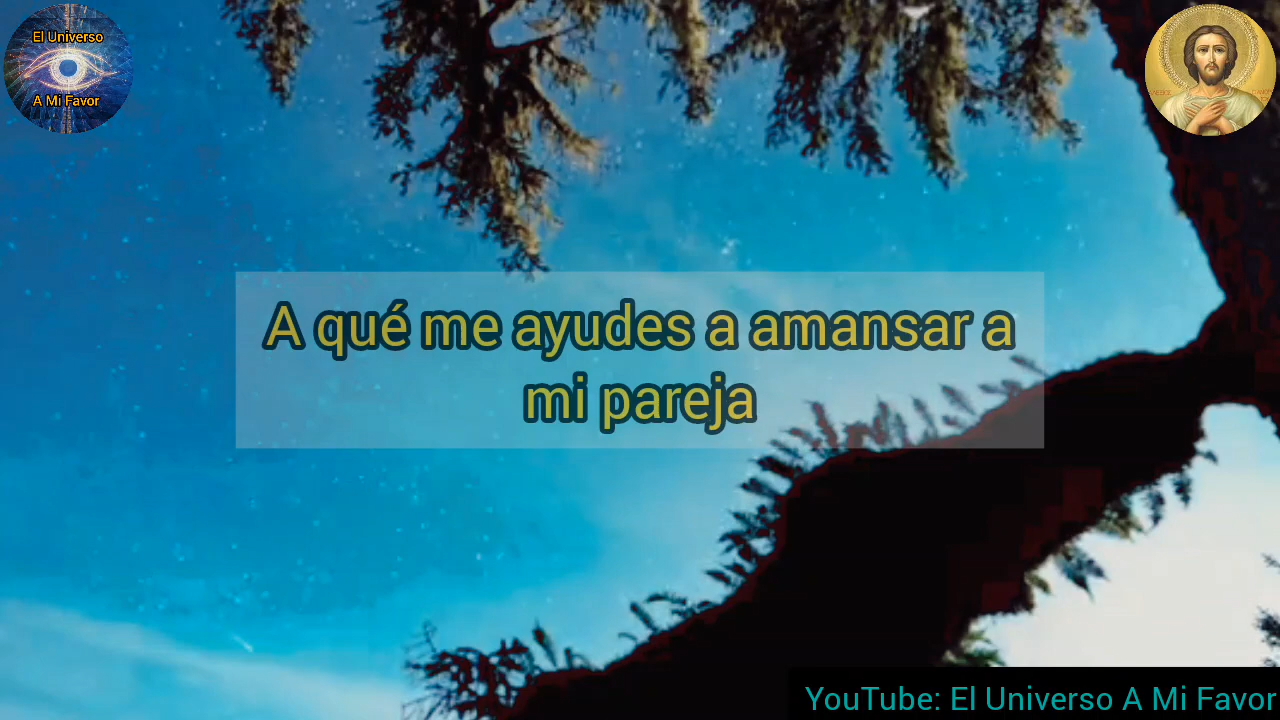 El Universo
A Mi Favor
A qué me ayudes a amansar a
mi pareja
YouTube: El Universo A Mi Favor